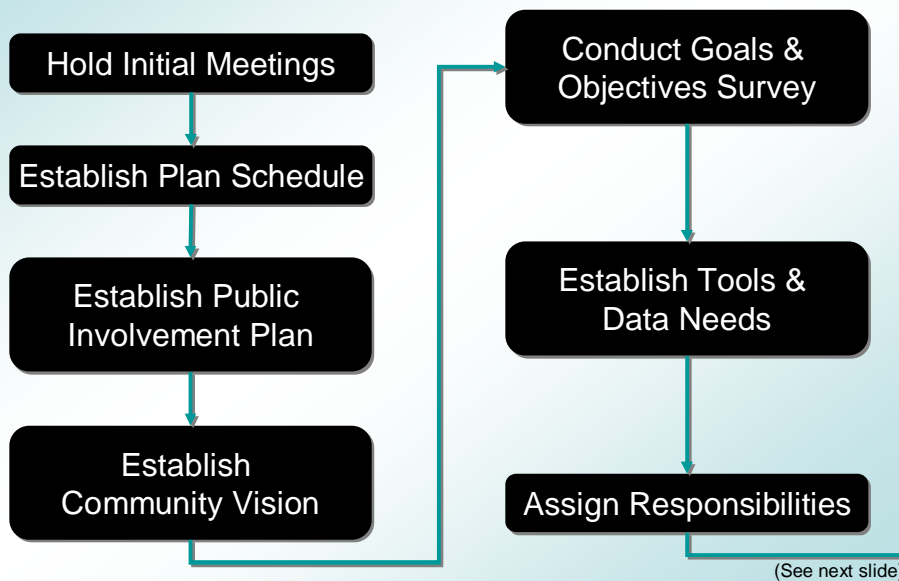 Hold Initial Meetings
Establish Plan Schedule
Establish Public
Involvement Plan
Establish
Community Vision
Conduct Goals &
Objectives Survey
Establish Tools &
Data Needs
Assign Responsibilities
(See next slide)